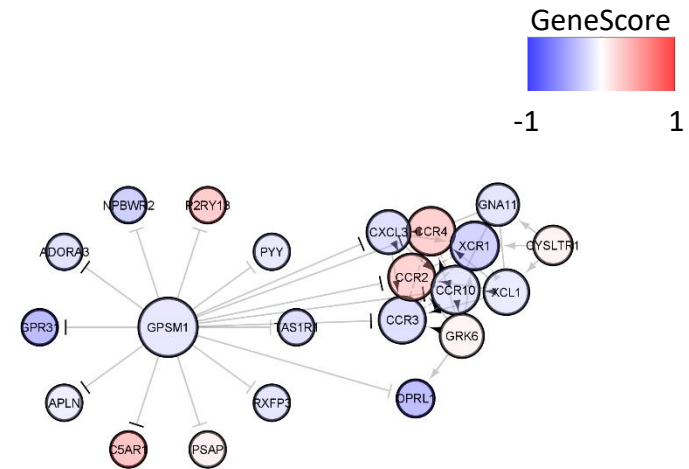 GeneScore
-1 1
NPBWR2 P2RY13
GNA11
CXCL3 CCR4
ADORA3 PYY XCR1 CYSLTR1
CCR2
CCR10 XCL1
GPR31 GPSM1 TAS1R1 CCR3
GRK6
APLN RXFP3 OPRL1
C5AR1 PSAP